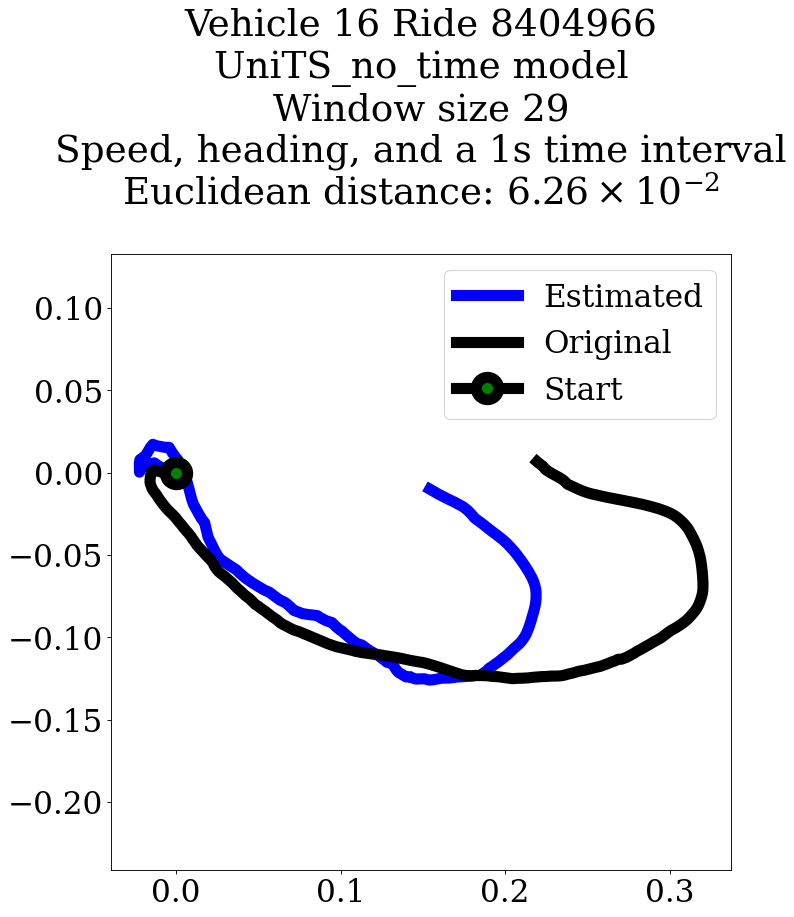 Vehicle 16 Ride 8404966
UniTS_no_time model
Window size 29
Speed, heading, and a 1s time interval
Euclidean distance: 6.26 × 10⁻²
Estimated
Original
Start
0.10
0.05
0.00
−0.05
−0.10
−0.15
−0.20
0.0 0.1 0.2 0.3